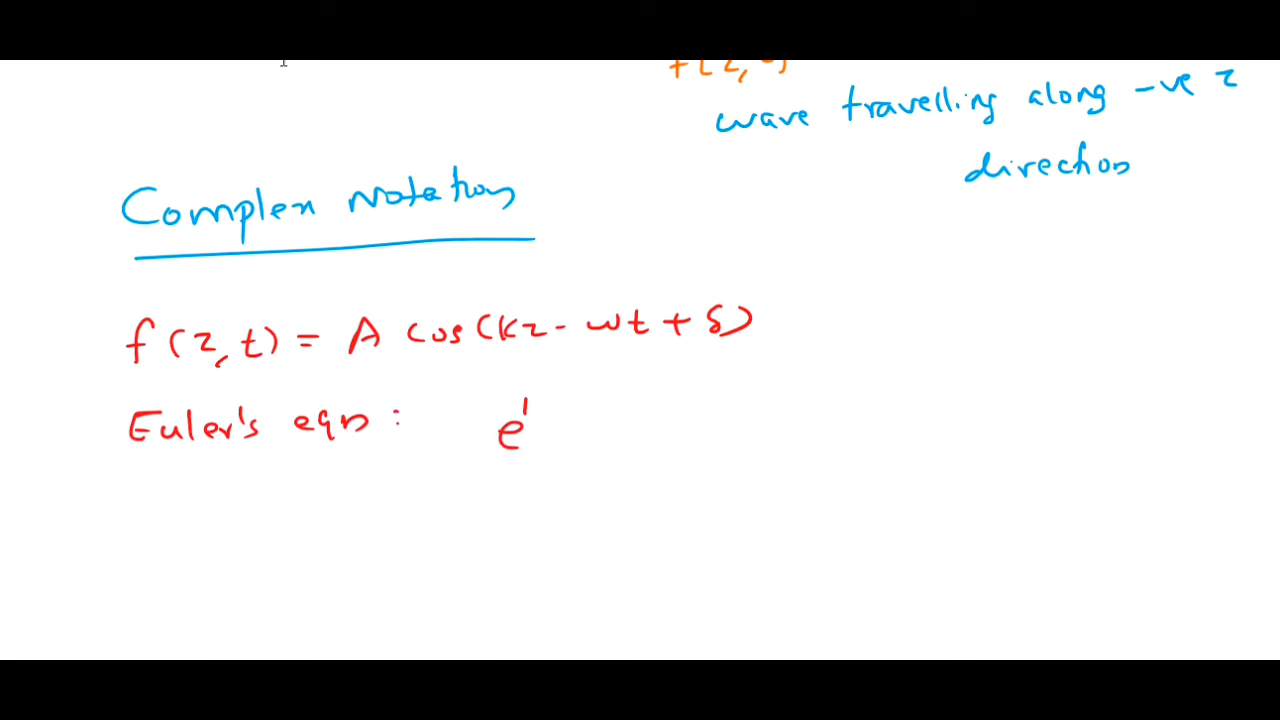 wave travelling along -ve z
direction
Complex notation
f(z,t) = A cos(kz - ωt + δ)
Euler's eqn : e